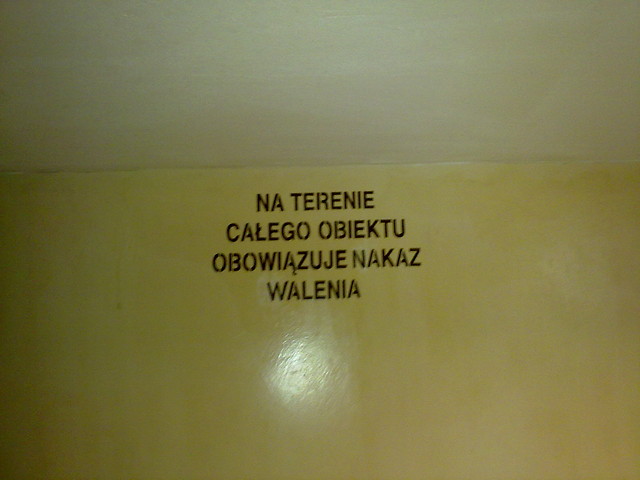 NA TERENIE
CAŁEGO OBIEKTU
OBOWIĄZUJE NAKAZ
WALENIA